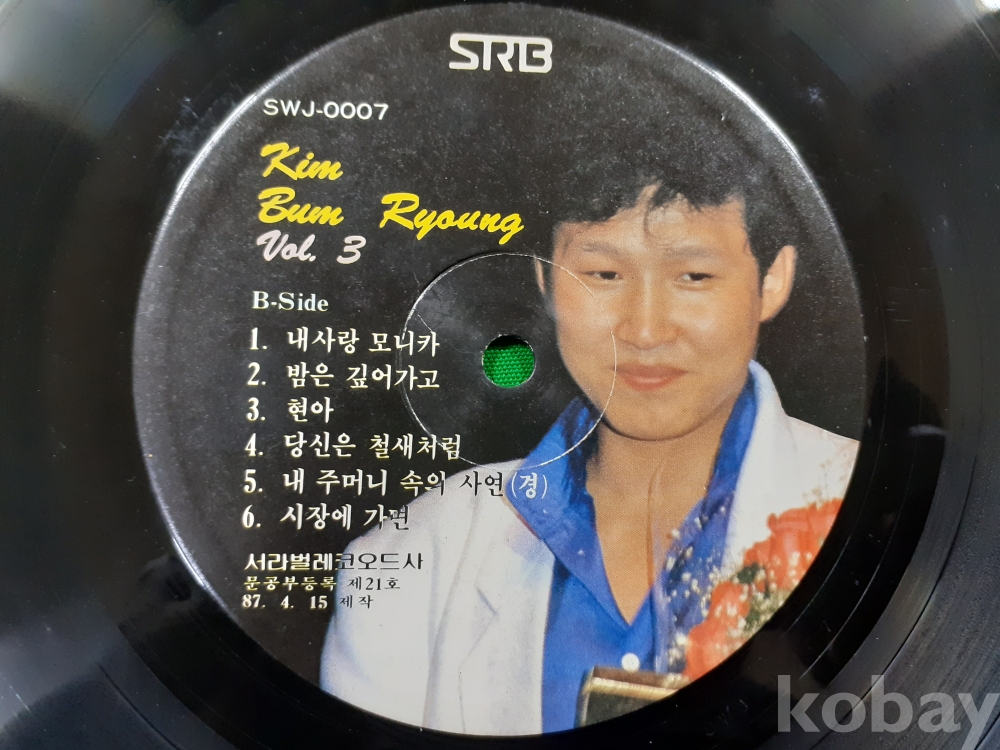 SRB
SWJ-0007
Kim
Bum Ryoung
Vol. 3
B-Side
1. 내사랑 모니카
2. 밤은 깊어가고
3. 현아
4. 당신은 철새처럼
5. 내 주머니 속의 사연(경)
6. 시장에 가면
서라벌레코오드사
문공부등록 제21호
87. 4. 15 제작
kobay